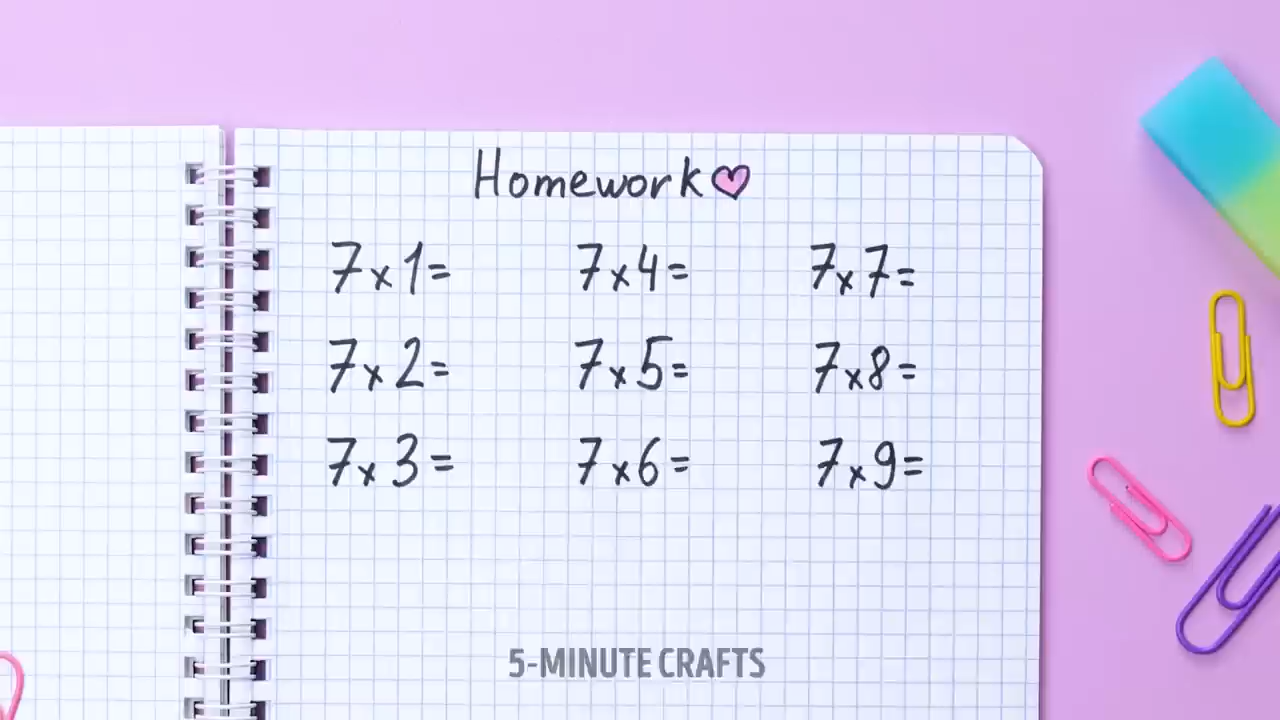 Homework
7x1= 7x4= 7x7=
7x2= 7x5= 7x8=
7x3= 7x6= 7x9=
5-MINUTE CRAFTS